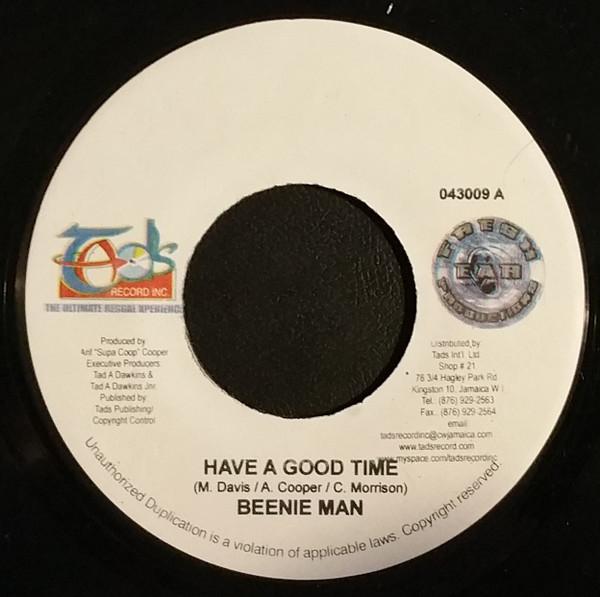 043009 A
Tads
RECORD INC.
THE ULTIMATE REGGAE XPERIENCE
FRESH
EAR
PRODUCTIONS
Produced by
Arif "Supa Coop" Cooper
Executive Producers
Tad A Dawkins &
Tad A Dawkins Jnr.
Published by
Tads Publishing/
Copyright Control
Distributed by
Tads Int'l. Ltd
Shop # 21
76 3/4 Hagley Park Rd
Kingston 10, Jamaica W I
Tel.: (876) 929-2563
Fax.: (876) 929-2564
email
tadsrecordinc@cwjamaica.com
www.tadsrecord.com
www.myspace.com/tadsrecordinc
HAVE A GOOD TIME
(M. Davis / A. Cooper / C. Morrison)
BEENIE MAN
Unauthorized Duplication is a violation of applicable laws. Copyright reserved.